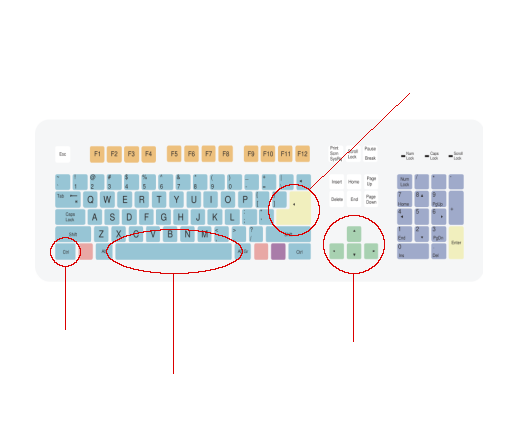 Esc F1 F2 F3 F4 F5 F6 F7 F8 F9 F10 F11 F12 Print Scrn SysRq Scroll Lock Pause Break Num Lock Caps Lock Scroll Lock
1 2 3 4 5 6 7 8 9 0 Insert Home Page Up Num Lock
Tab Q W E R T Y U I O P Delete End Page Down 7 Home 8 9 PgUp
Caps Lock A S D F G H J K L 4 5 6
Shift Z X C V B N M 1 End 2 3 PgDn Enter
Ctrl Ctrl 0 Ins Del